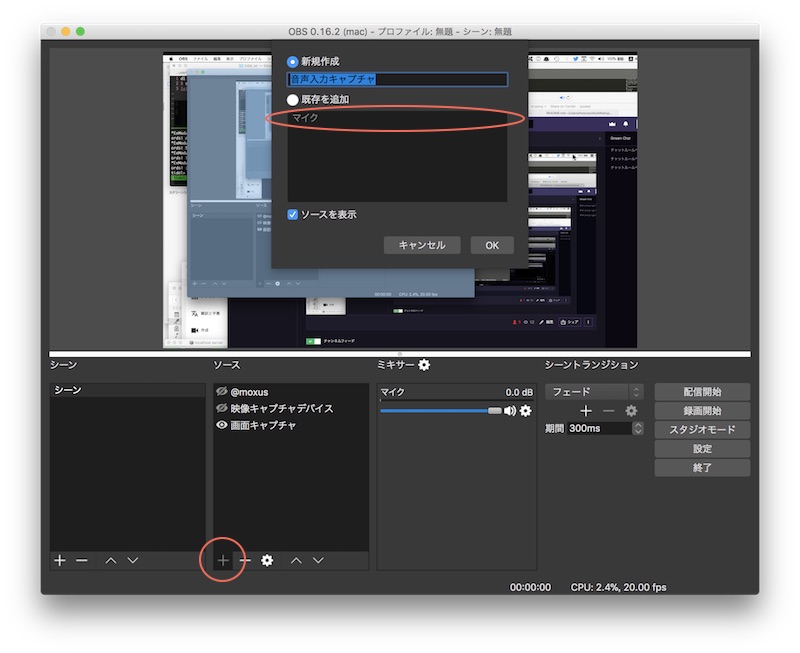 OBS 0.16.2 (mac) - プロファイル: 無題 - シーン: 無題
新規作成
音声入力キャプチャ
既存を追加
マイク
ソースを表示
キャンセル OK
シーン ソース ミキサー シーントランジション
シーン
@moxus
映像キャプチャデバイス
画面キャプチャ
マイク 0.0 dB
フェード
期間 300ms
配信開始
録画開始
スタジオモード
設定
終了
00:00:00 CPU: 2.4%, 20.00 fps